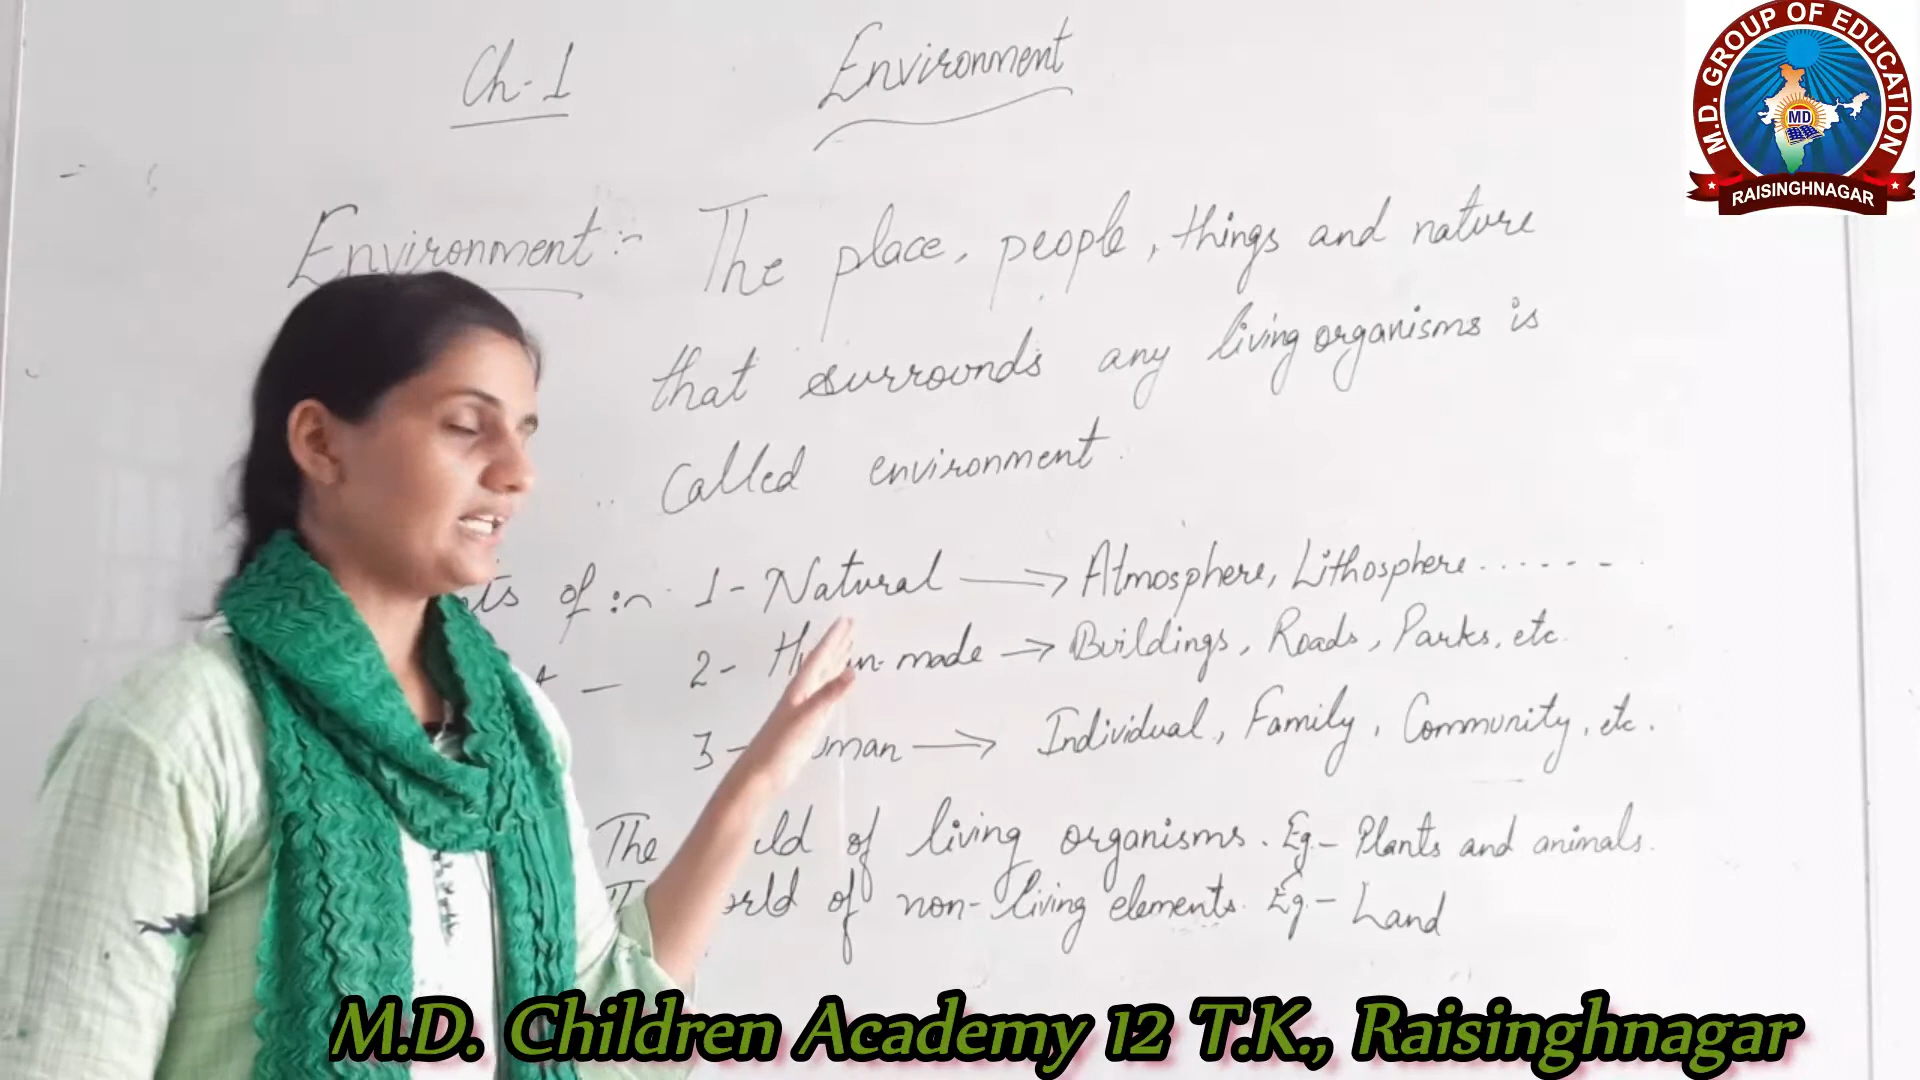 Ch-1 Environment
Environment :- The place, people, things and nature
that surrounds any living organisms is
called environment.
of :- 1- Natural → Atmosphere, Lithosphere .......
2- made → Buildings, Roads, Parks, etc.
3- → Individual, Family, Community, etc.
The of living organisms. Eg- Plants and animals.
of non-living elements. Eg- Land
M.D. GROUP OF EDUCATION
MD
RAISINGHNAGAR
M.D. Children Academy 12 T.K., Raisinghnagar